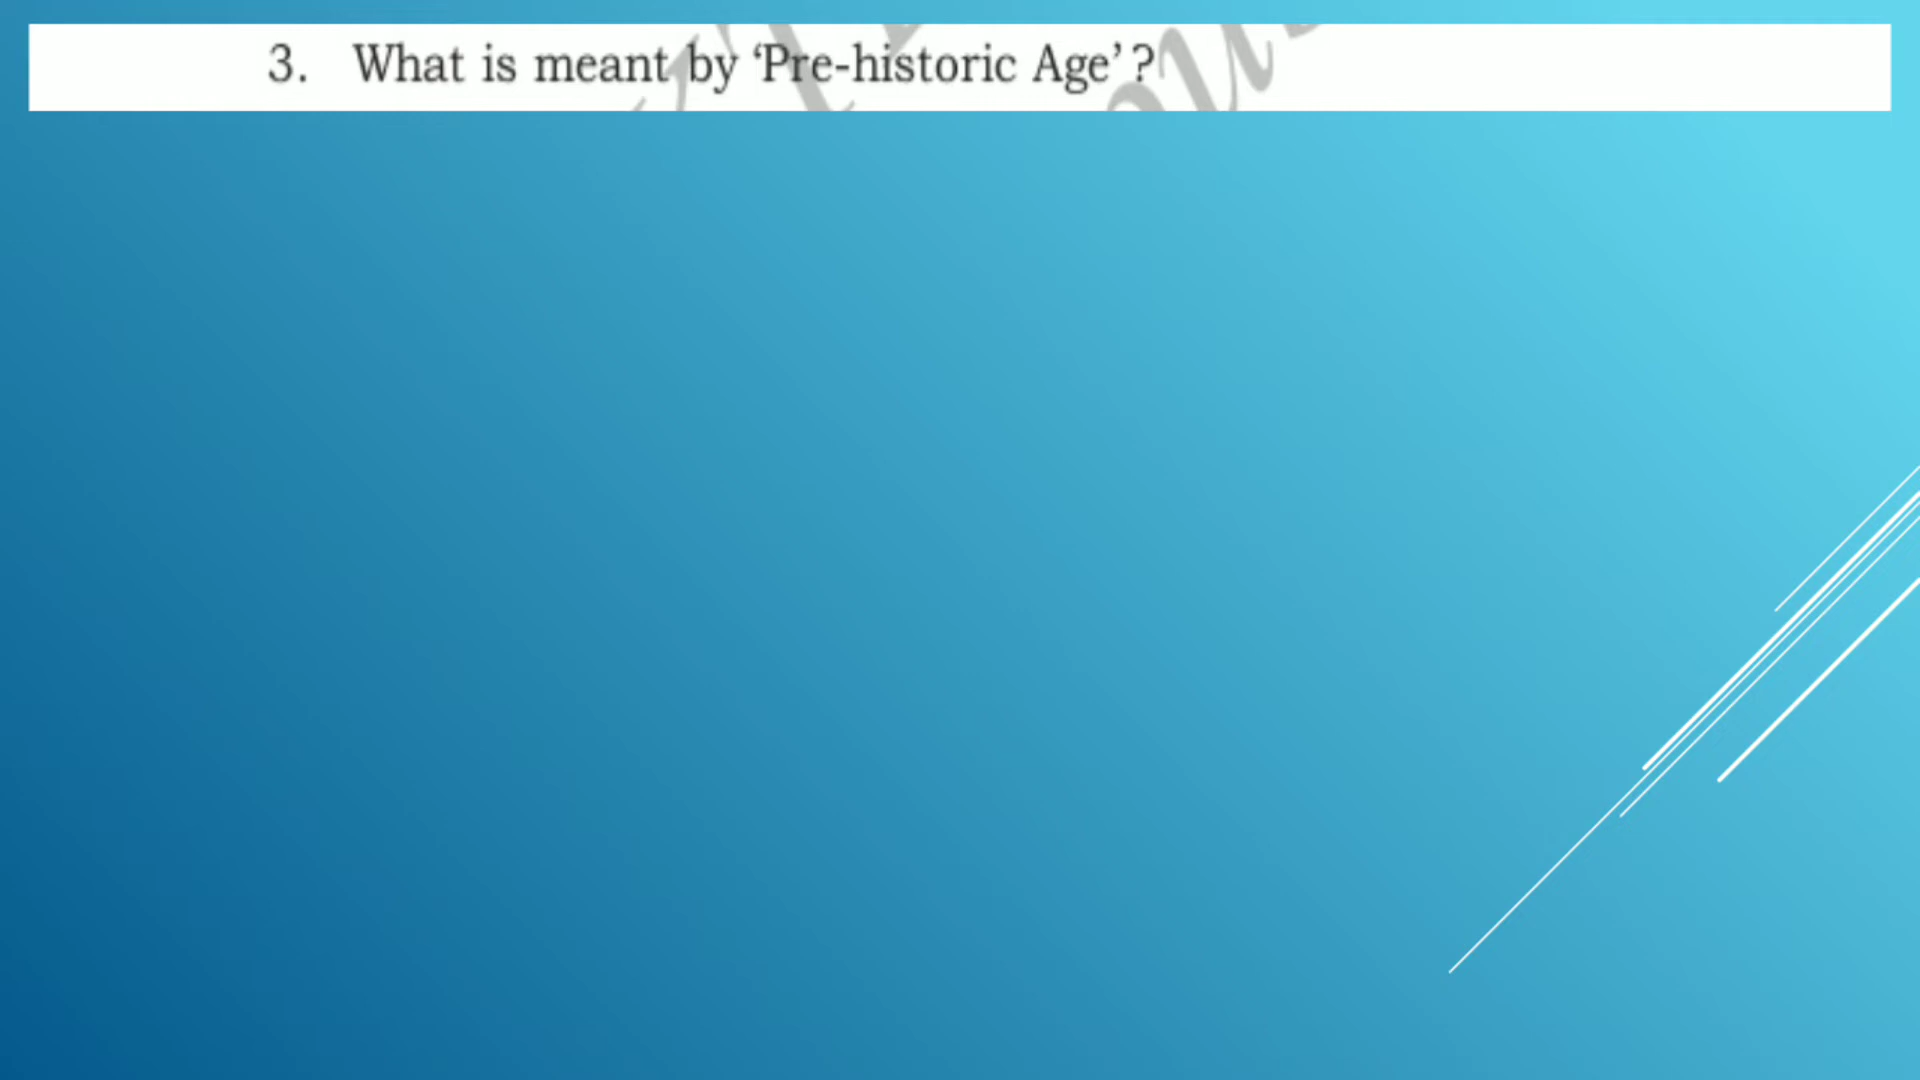 3. What is meant by ‘Pre-historic Age’ ?